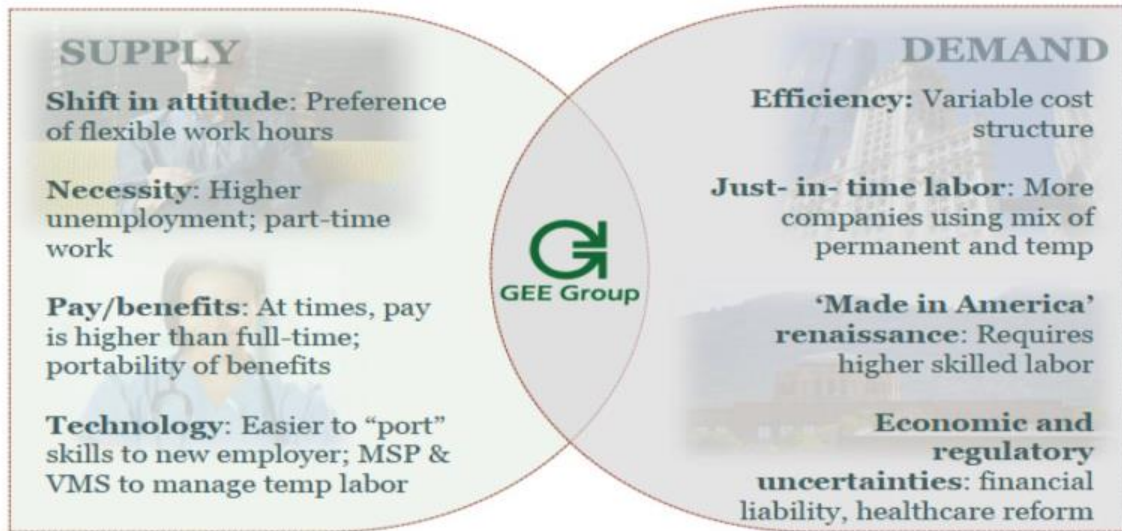 SUPPLY
Shift in attitude: Preference
of flexible work hours
Necessity: Higher
unemployment; part-time
work
Pay/benefits: At times, pay
is higher than full-time;
portability of benefits
Technology: Easier to “port”
skills to new employer; MSP &
VMS to manage temp labor
GEE Group
DEMAND
Efficiency: Variable cost
structure
Just- in- time labor: More
companies using mix of
permanent and temp
‘Made in America’
renaissance: Requires
higher skilled labor
Economic and
regulatory
uncertainties: financial
liability, healthcare reform